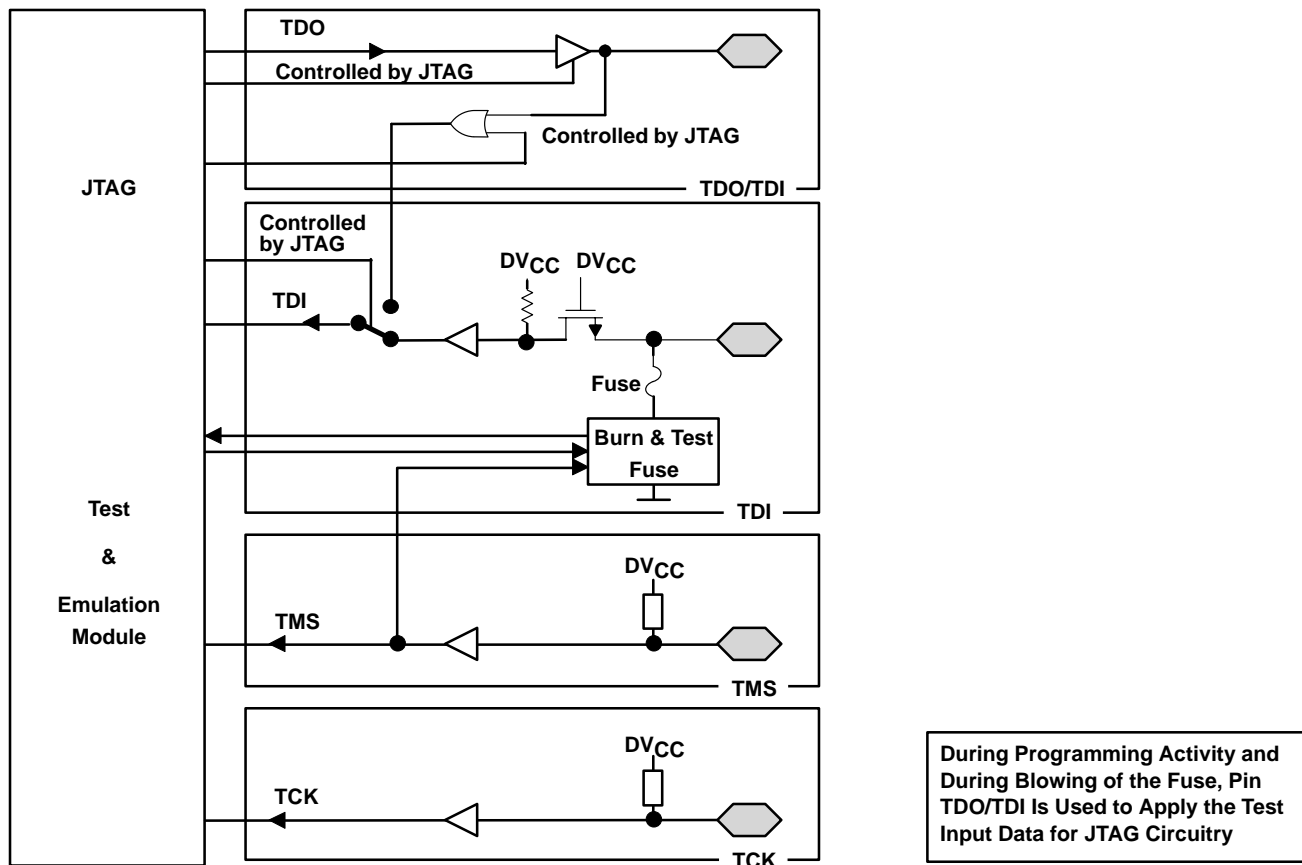 JTAG
Test
&
Emulation
Module
TDO
Controlled by JTAG
Controlled by JTAG
TDO/TDI
Controlled
by JTAG
DVCC
DVCC
TDI
Fuse
Burn & Test
Fuse
TDI
DVCC
TMS
TMS
DVCC
TCK
TCK
During Programming Activity and
During Blowing of the Fuse, Pin
TDO/TDI Is Used to Apply the Test
Input Data for JTAG Circuitry